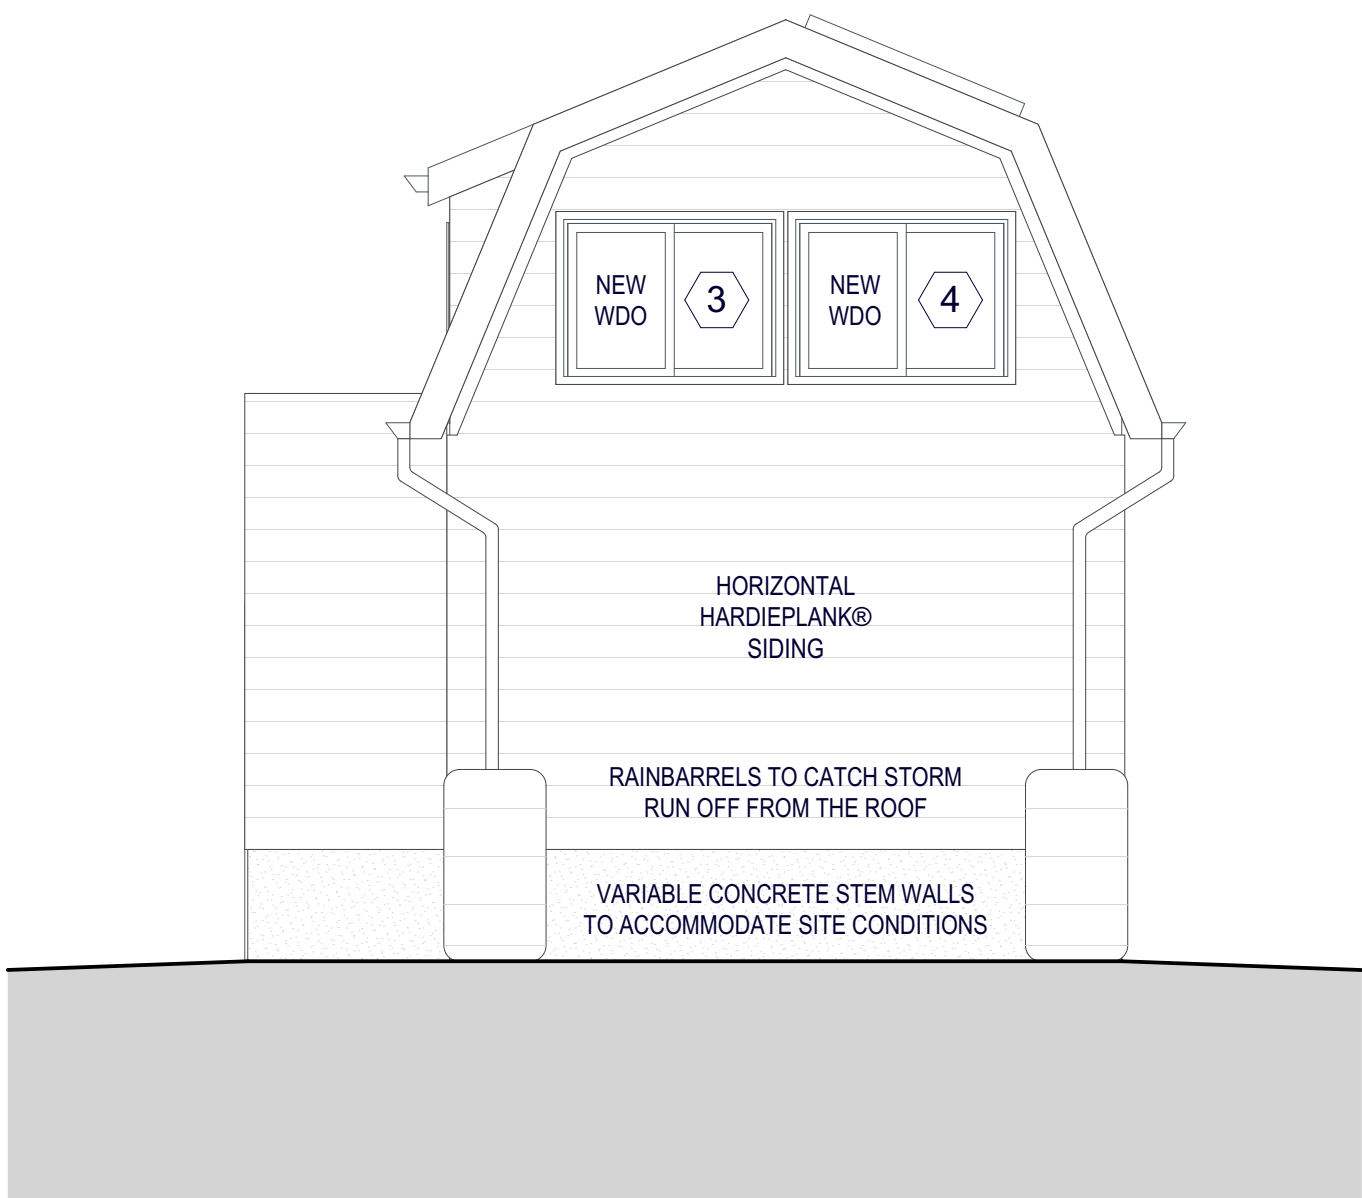 NEW
WDO
3
NEW
WDO
4
HORIZONTAL
HARDIEPLANK®
SIDING
RAINBARRELS TO CATCH STORM
RUN OFF FROM THE ROOF
VARIABLE CONCRETE STEM WALLS
TO ACCOMMODATE SITE CONDITIONS